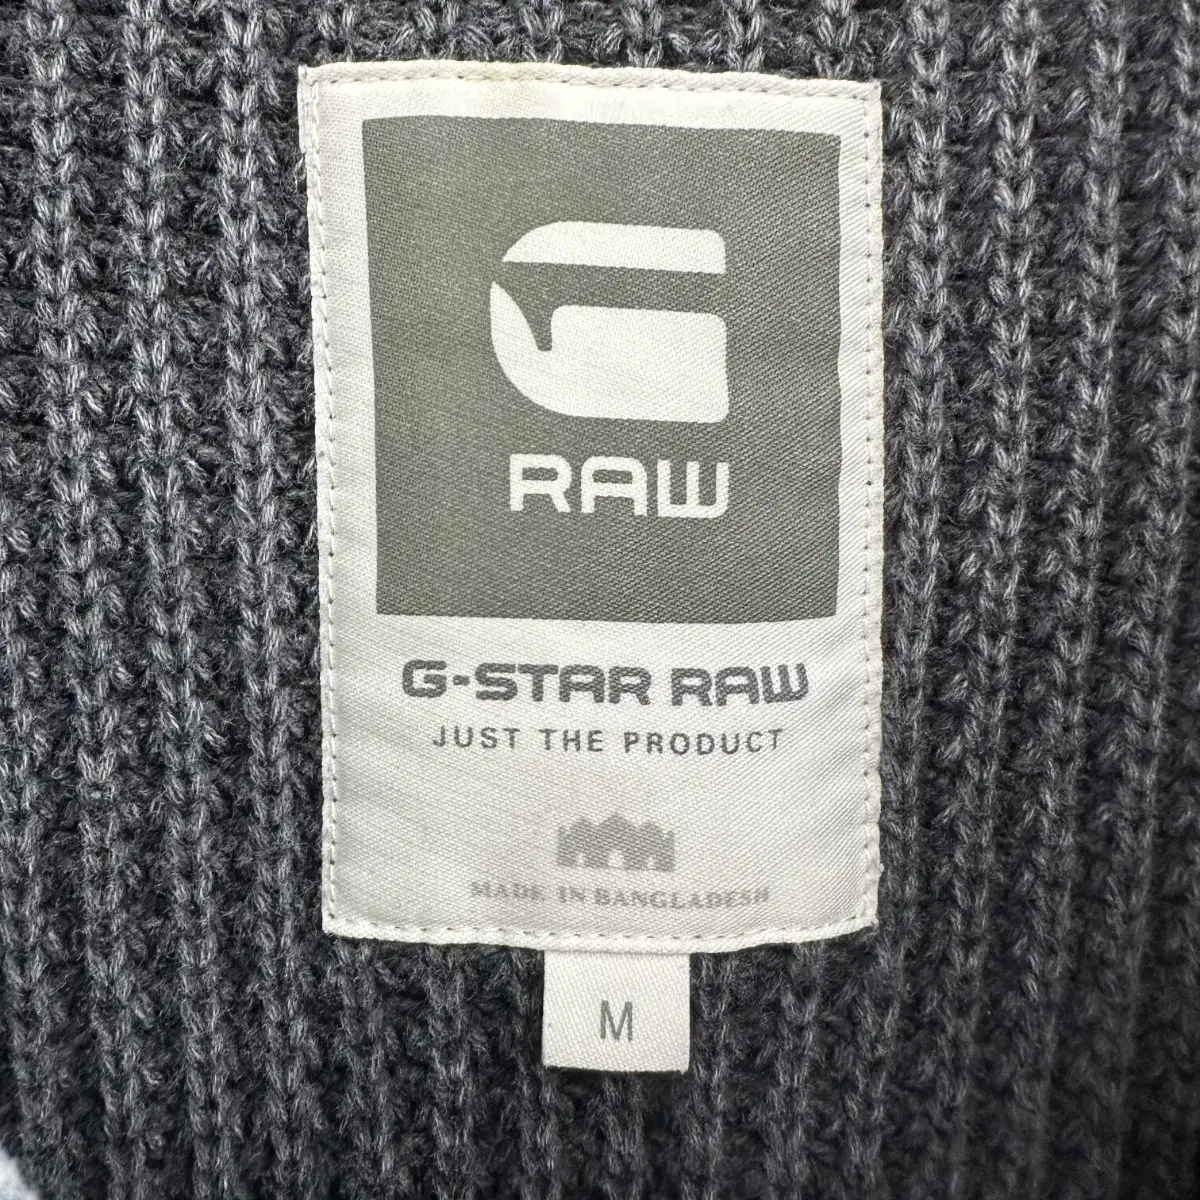 G
RAW
G-STAR RAW
JUST THE PRODUCT
MADE IN BANGLADESH
M